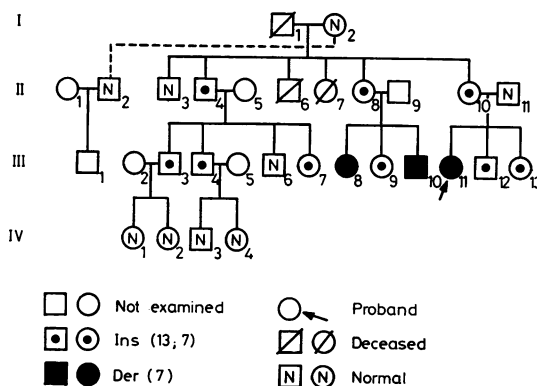 I
1 N 2
II
1 N 2 N 3 4 5 6 7 8 9 10 N 11
III
1 2 3 4 5 N 6 7 8 9 10 11 12 13
IV
N 1 N 2 N 3 N 4
Not examined Proband
Ins (13; 7) Deceased
Der (7) N N Normal